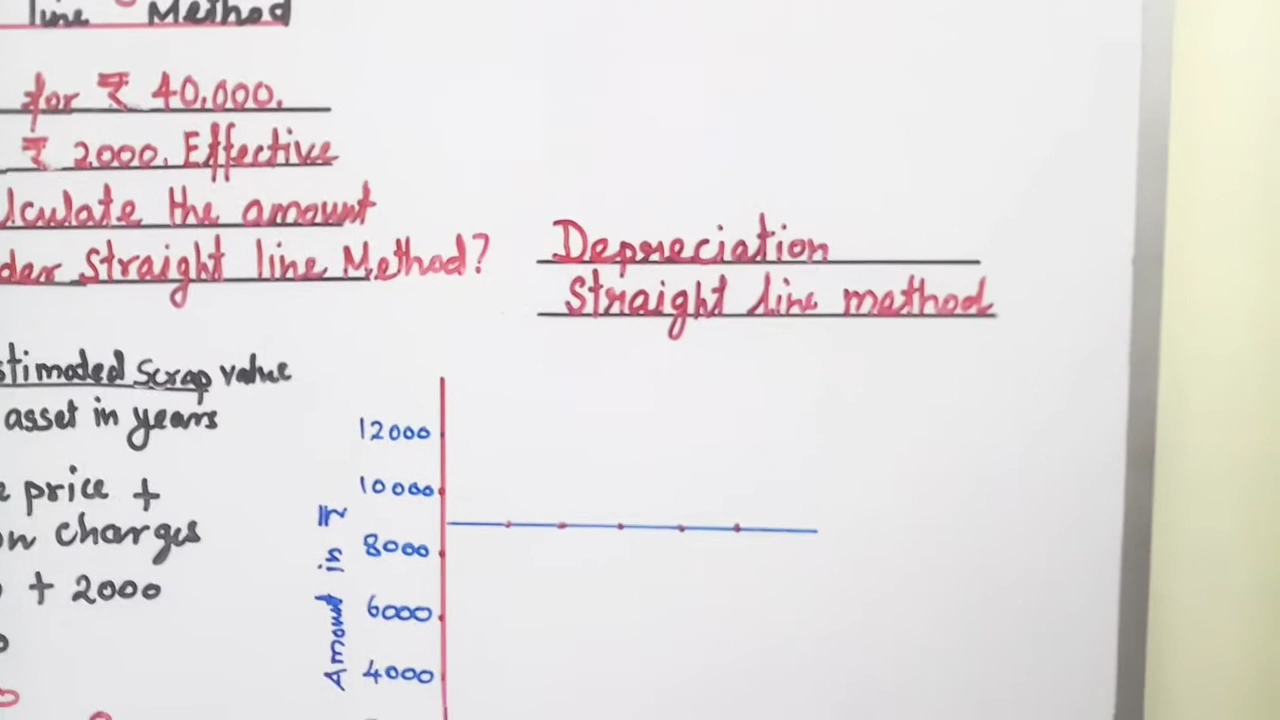 line Method
for ₹ 40,000.
₹ 2000. Effective
lculate the amount
der Straight line Method?
Depreciation
Straight line method
stimated Scrap value
asset in years
e price +
on charges
+ 2000
12000
10000
8000
6000
4000
Amount in ₹